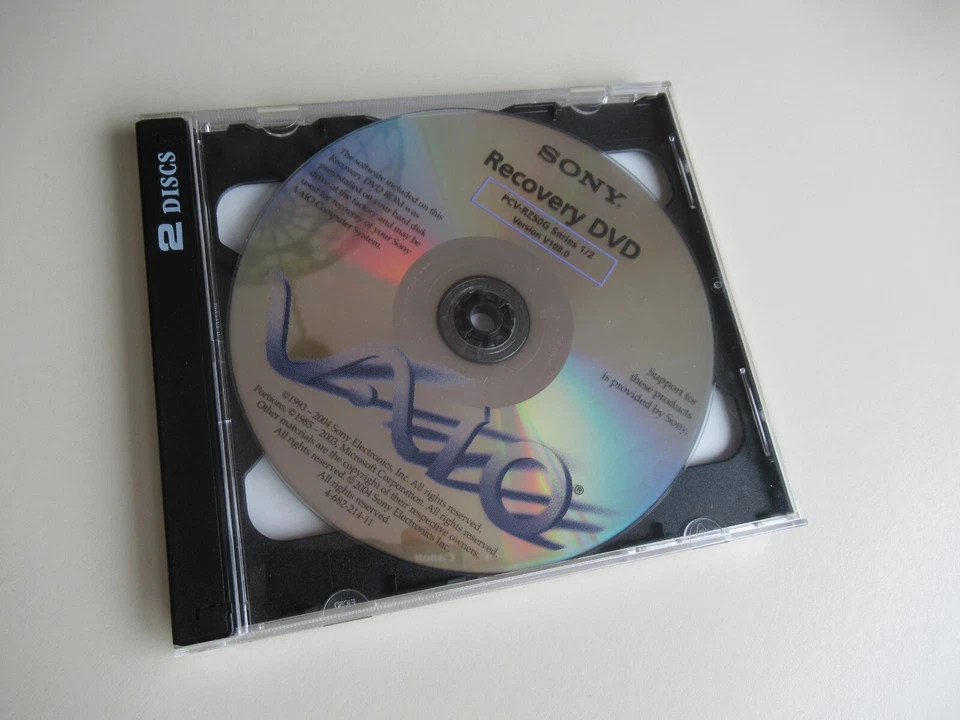 2 DISCS
SONY
Recovery DVD
PCV-RZ50G Series 1/2
Version V108.0
The software included on this
Recovery DVD ROM was
preinstalled on your hard disk
drive at the factory and may be
used for recovery of your Sony
VAIO Computer System.
Support for
these products
is provided by Sony.
VAIO®
©1993 – 2004 Sony Electronics, Inc. All rights reserved.
Portions, ©1985 – 2003, Microsoft Corporation. All rights reserved.
Other materials are the copyright of their respective owners.
All rights reserved. ©2004 Sony Electronics Inc.
All rights reserved.
4-682-214-11
Canon